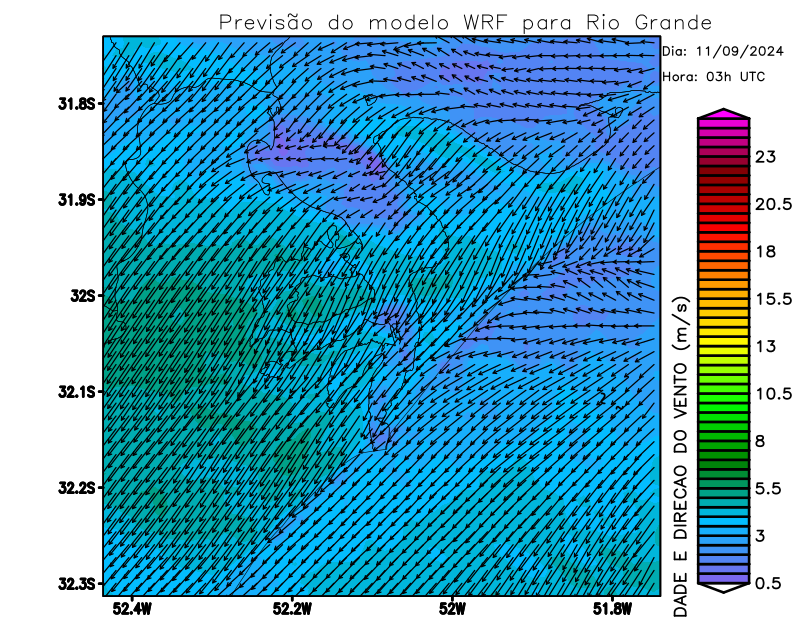 Previsão do modelo WRF para Rio Grande
Dia: 11/09/2024
Hora: 03h UTC
31.8S
31.9S
32S
32.1S
32.2S
32.3S
52.4W
52.2W
52W
51.8W
23
20.5
18
15.5
13
10.5
8
5.5
3
0.5
DADE E DIRECAO DO VENTO (m/s)